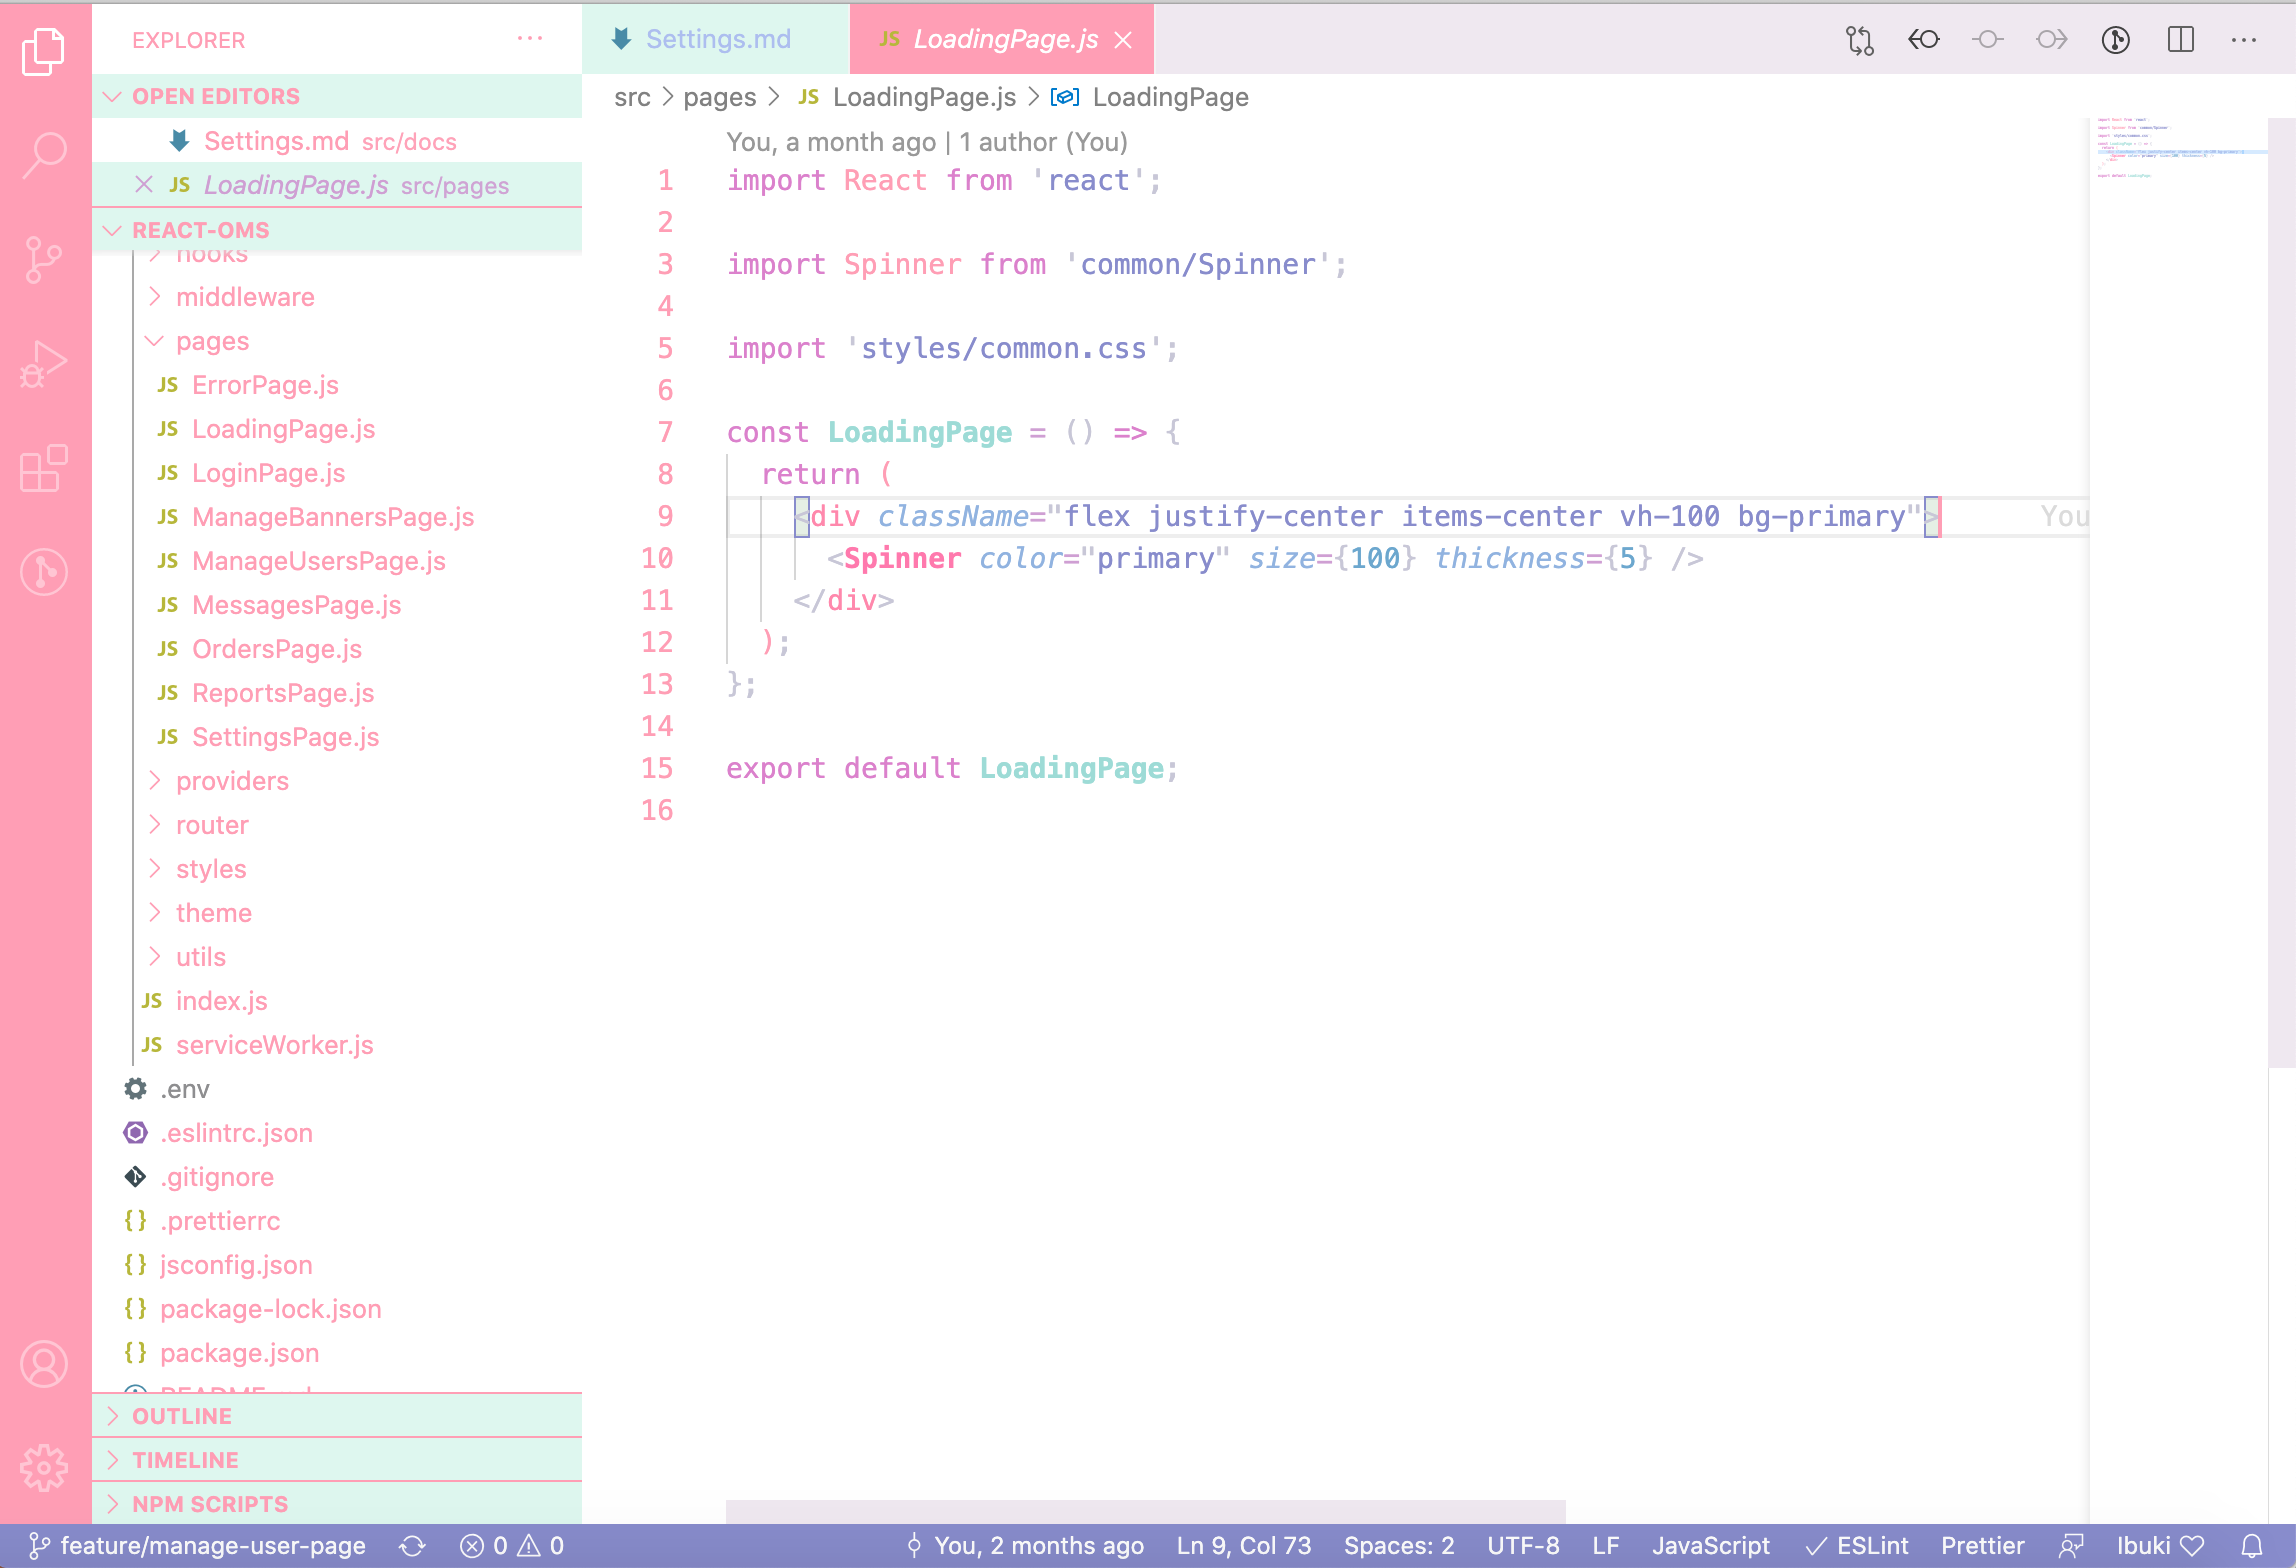 EXPLORER
OPEN EDITORS
Settings.md src/docs
JS LoadingPage.js src/pages
REACT-OMS
hooks
middleware
pages
JS ErrorPage.js
JS LoadingPage.js
JS LoginPage.js
JS ManageBannersPage.js
JS ManageUsersPage.js
JS MessagesPage.js
JS OrdersPage.js
JS ReportsPage.js
JS SettingsPage.js
providers
router
styles
theme
utils
JS index.js
JS serviceWorker.js
.env
.eslintrc.json
.gitignore
{} .prettierrc
{} jsconfig.json
{} package-lock.json
{} package.json
README.md
OUTLINE
TIMELINE
NPM SCRIPTS
Settings.md
JS LoadingPage.js
src > pages > JS LoadingPage.js > LoadingPage
You, a month ago | 1 author (You)
1 import React from 'react';
2
3 import Spinner from 'common/Spinner';
4
5 import 'styles/common.css';
6
7 const LoadingPage = () => {
8 return (
9 <div className="flex justify-center items-center vh-100 bg-primary"> You
10 <Spinner color="primary" size={100} thickness={5} />
11 </div>
12 );
13 };
14
15 export default LoadingPage;
16
feature/manage-user-page 0 0 You, 2 months ago Ln 9, Col 73 Spaces: 2 UTF-8 LF JavaScript ESLint Prettier Ibuki ♡